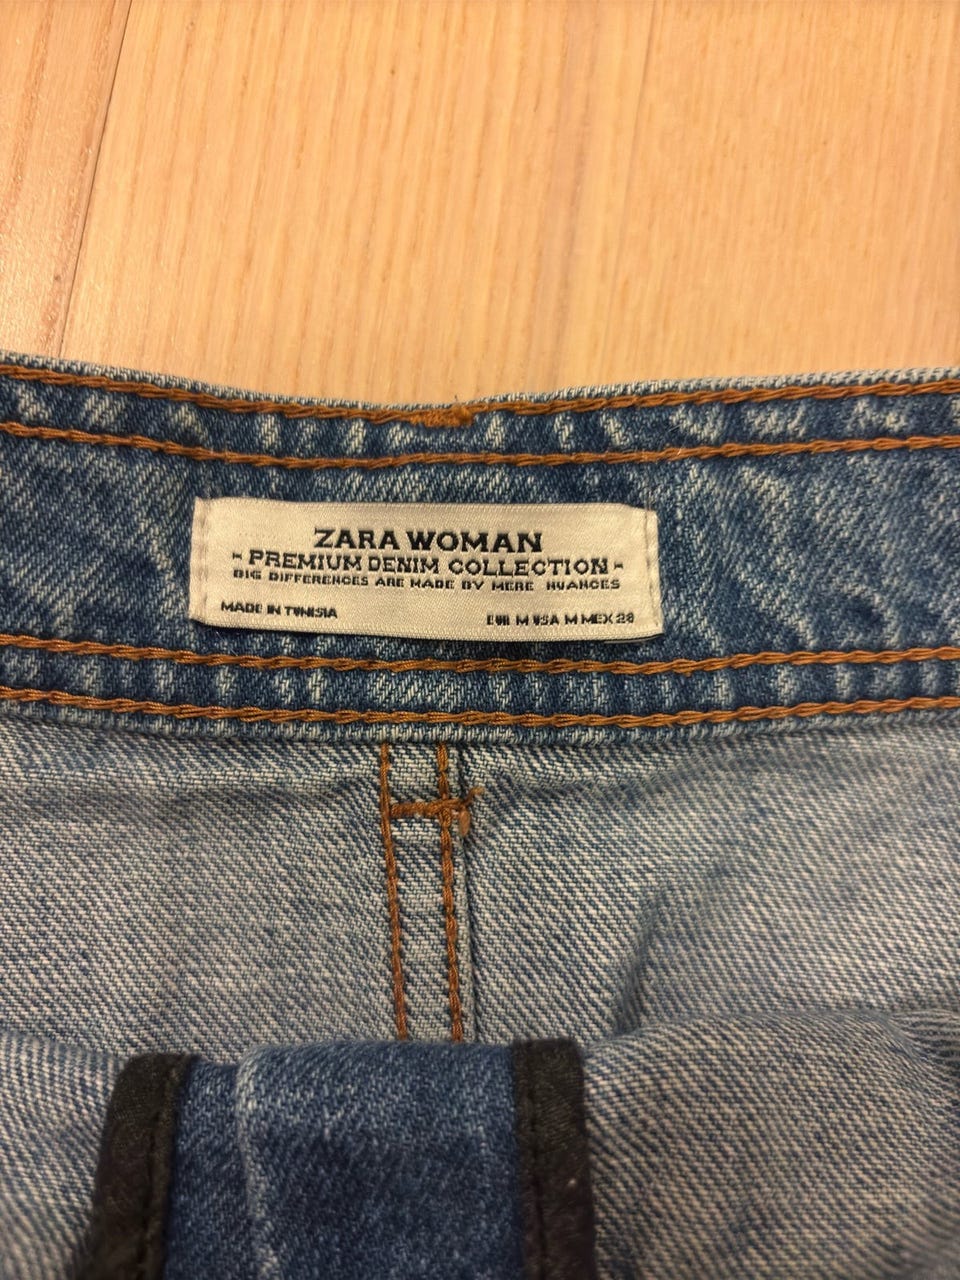 ZARA WOMAN
- PREMIUM DENIM COLLECTION -
BIG DIFFERENCES ARE MADE BY MERE NUANCES
MADE IN TUNISIA
EUR M USA M MEX 28